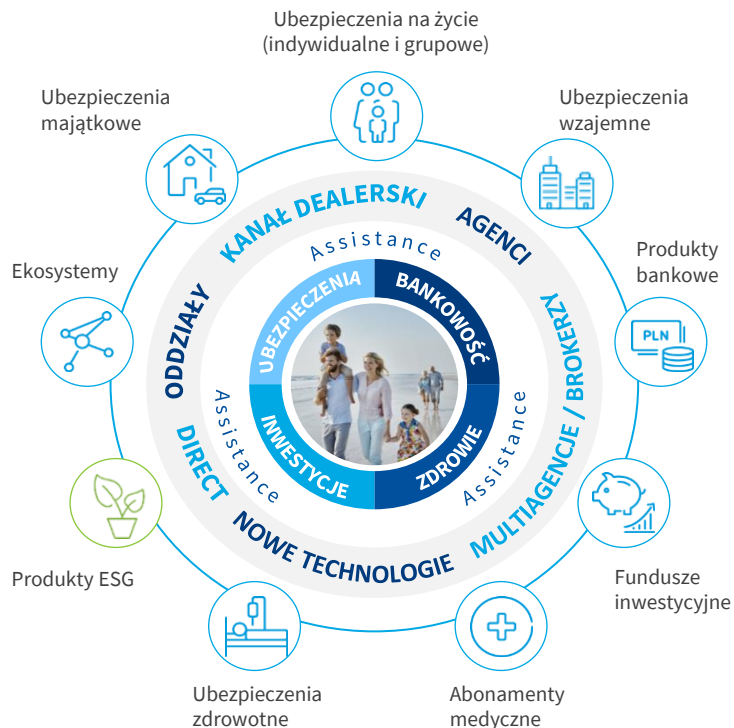 Ubezpieczenia na życie
(indywidualne i grupowe)
Ubezpieczenia
majątkowe
Ubezpieczenia
wzajemne
KANAŁ DEALERSKI
AGENCI
Assistance
Ekosystemy
Produkty
bankowe
ODDZIAŁY
UBEZPIECZENIA
BANKOWOŚĆ
PLN
MULTIAGENCJE / BROKERZY
Assistance
Assistance
INWESTYCJE
ZDROWIE
DIRECT
NOWE TECHNOLOGIE
Produkty ESG
Fundusze
inwestycyjne
Ubezpieczenia
zdrowotne
Abonamenty
medyczne